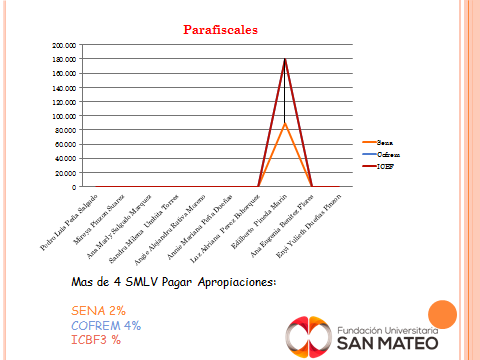 Parafiscales
200.000
180.000
160.000
140.000
120.000
100.000
80.000
60.000
40.000
20.000
0
Pedro Luis Peña Salgado
Mireya Pinzon Suarez
Ana Marly Salgado Marquez
Sandra Milena Umbita Torres
Angie Alejandra Rativa Moreno
Annie Mariana Peña Dueñas
Luz Adriana Perez Bohorquez
Edilberto Pineda Marin
Ana Eugenia Benitez Florez
Enyi Yulieth Dueñas Pinzon
Sena
Cofrem
ICBF
Mas de 4 SMLV Pagar Apropiaciones:
SENA 2%
COFREM 4%
ICBF3 %
Fundación Universitaria
SAN MATEO